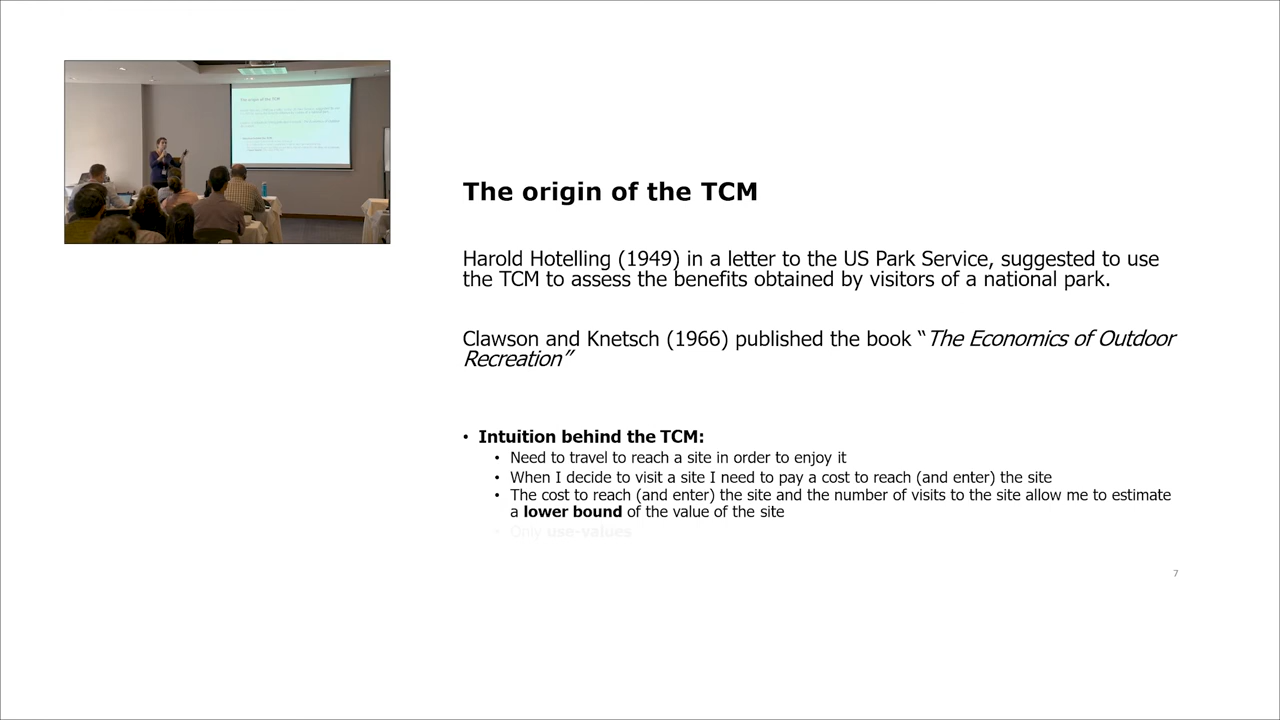 The origin of the TCM
Harold Hotelling (1949) in a letter to the US Park Service, suggested to use
the TCM to assess the benefits obtained by visitors of a national park.
Clawson and Knetsch (1966) published the book “The Economics of Outdoor
Recreation”
• Intuition behind the TCM:
• Need to travel to reach a site in order to enjoy it
• When I decide to visit a site I need to pay a cost to reach (and enter) the site
• The cost to reach (and enter) the site and the number of visits to the site allow me to estimate
a lower bound of the value of the site
• Only use-values
7
The origin of the TCM